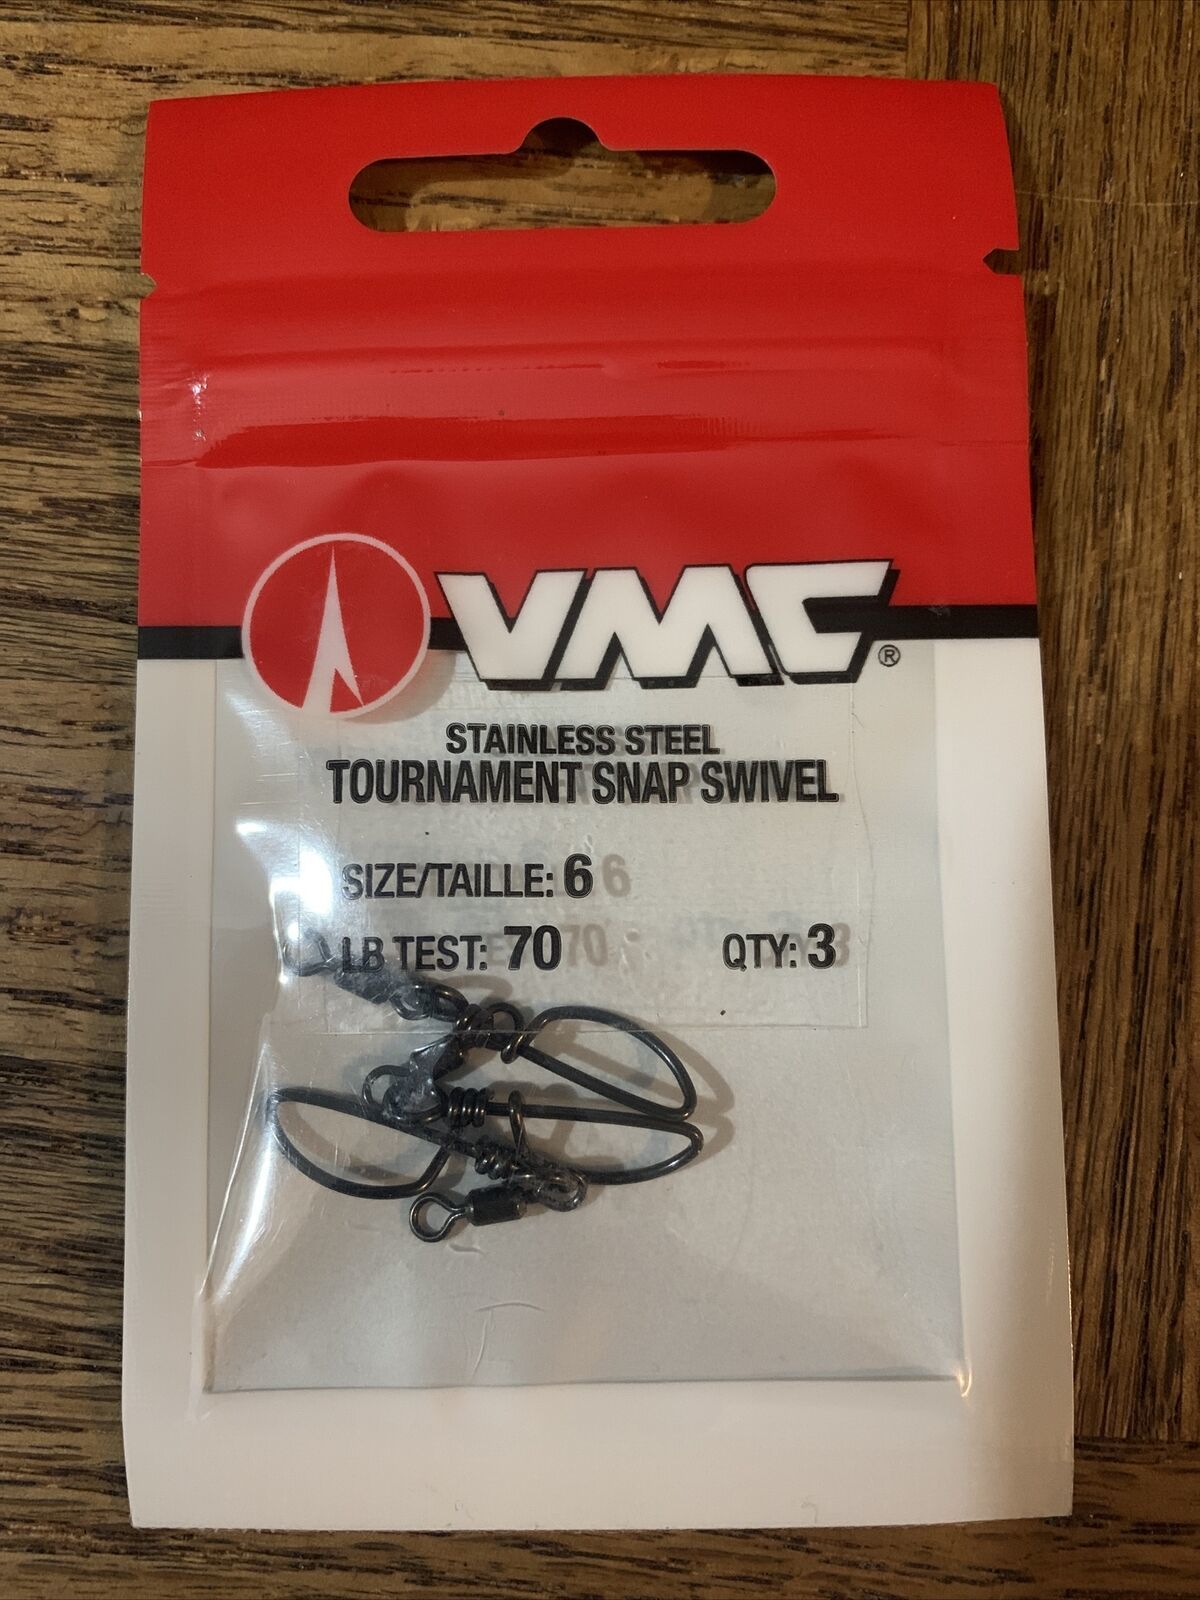 VMC®
STAINLESS STEEL
TOURNAMENT SNAP SWIVEL
SIZE/TAILLE: 6
LB TEST: 70 QTY: 3